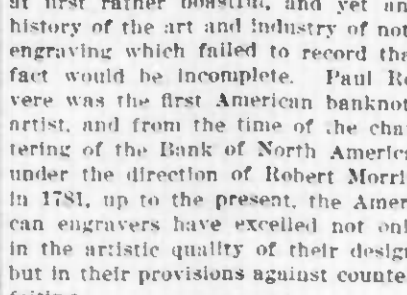 at first rather boastful, and yet an
history of the art and industry of not
engraving which failed to record tha
fact would be incomplete. Paul Re
vere was the first American banknot
artist, and from the time of the cha
tering of the Bank of North America
under the direction of Robert Morri
in 1781, up to the present, the Amer
can engravers have excelled not onl
in the artistic quality of their design
but in their provisions against counte
feiting